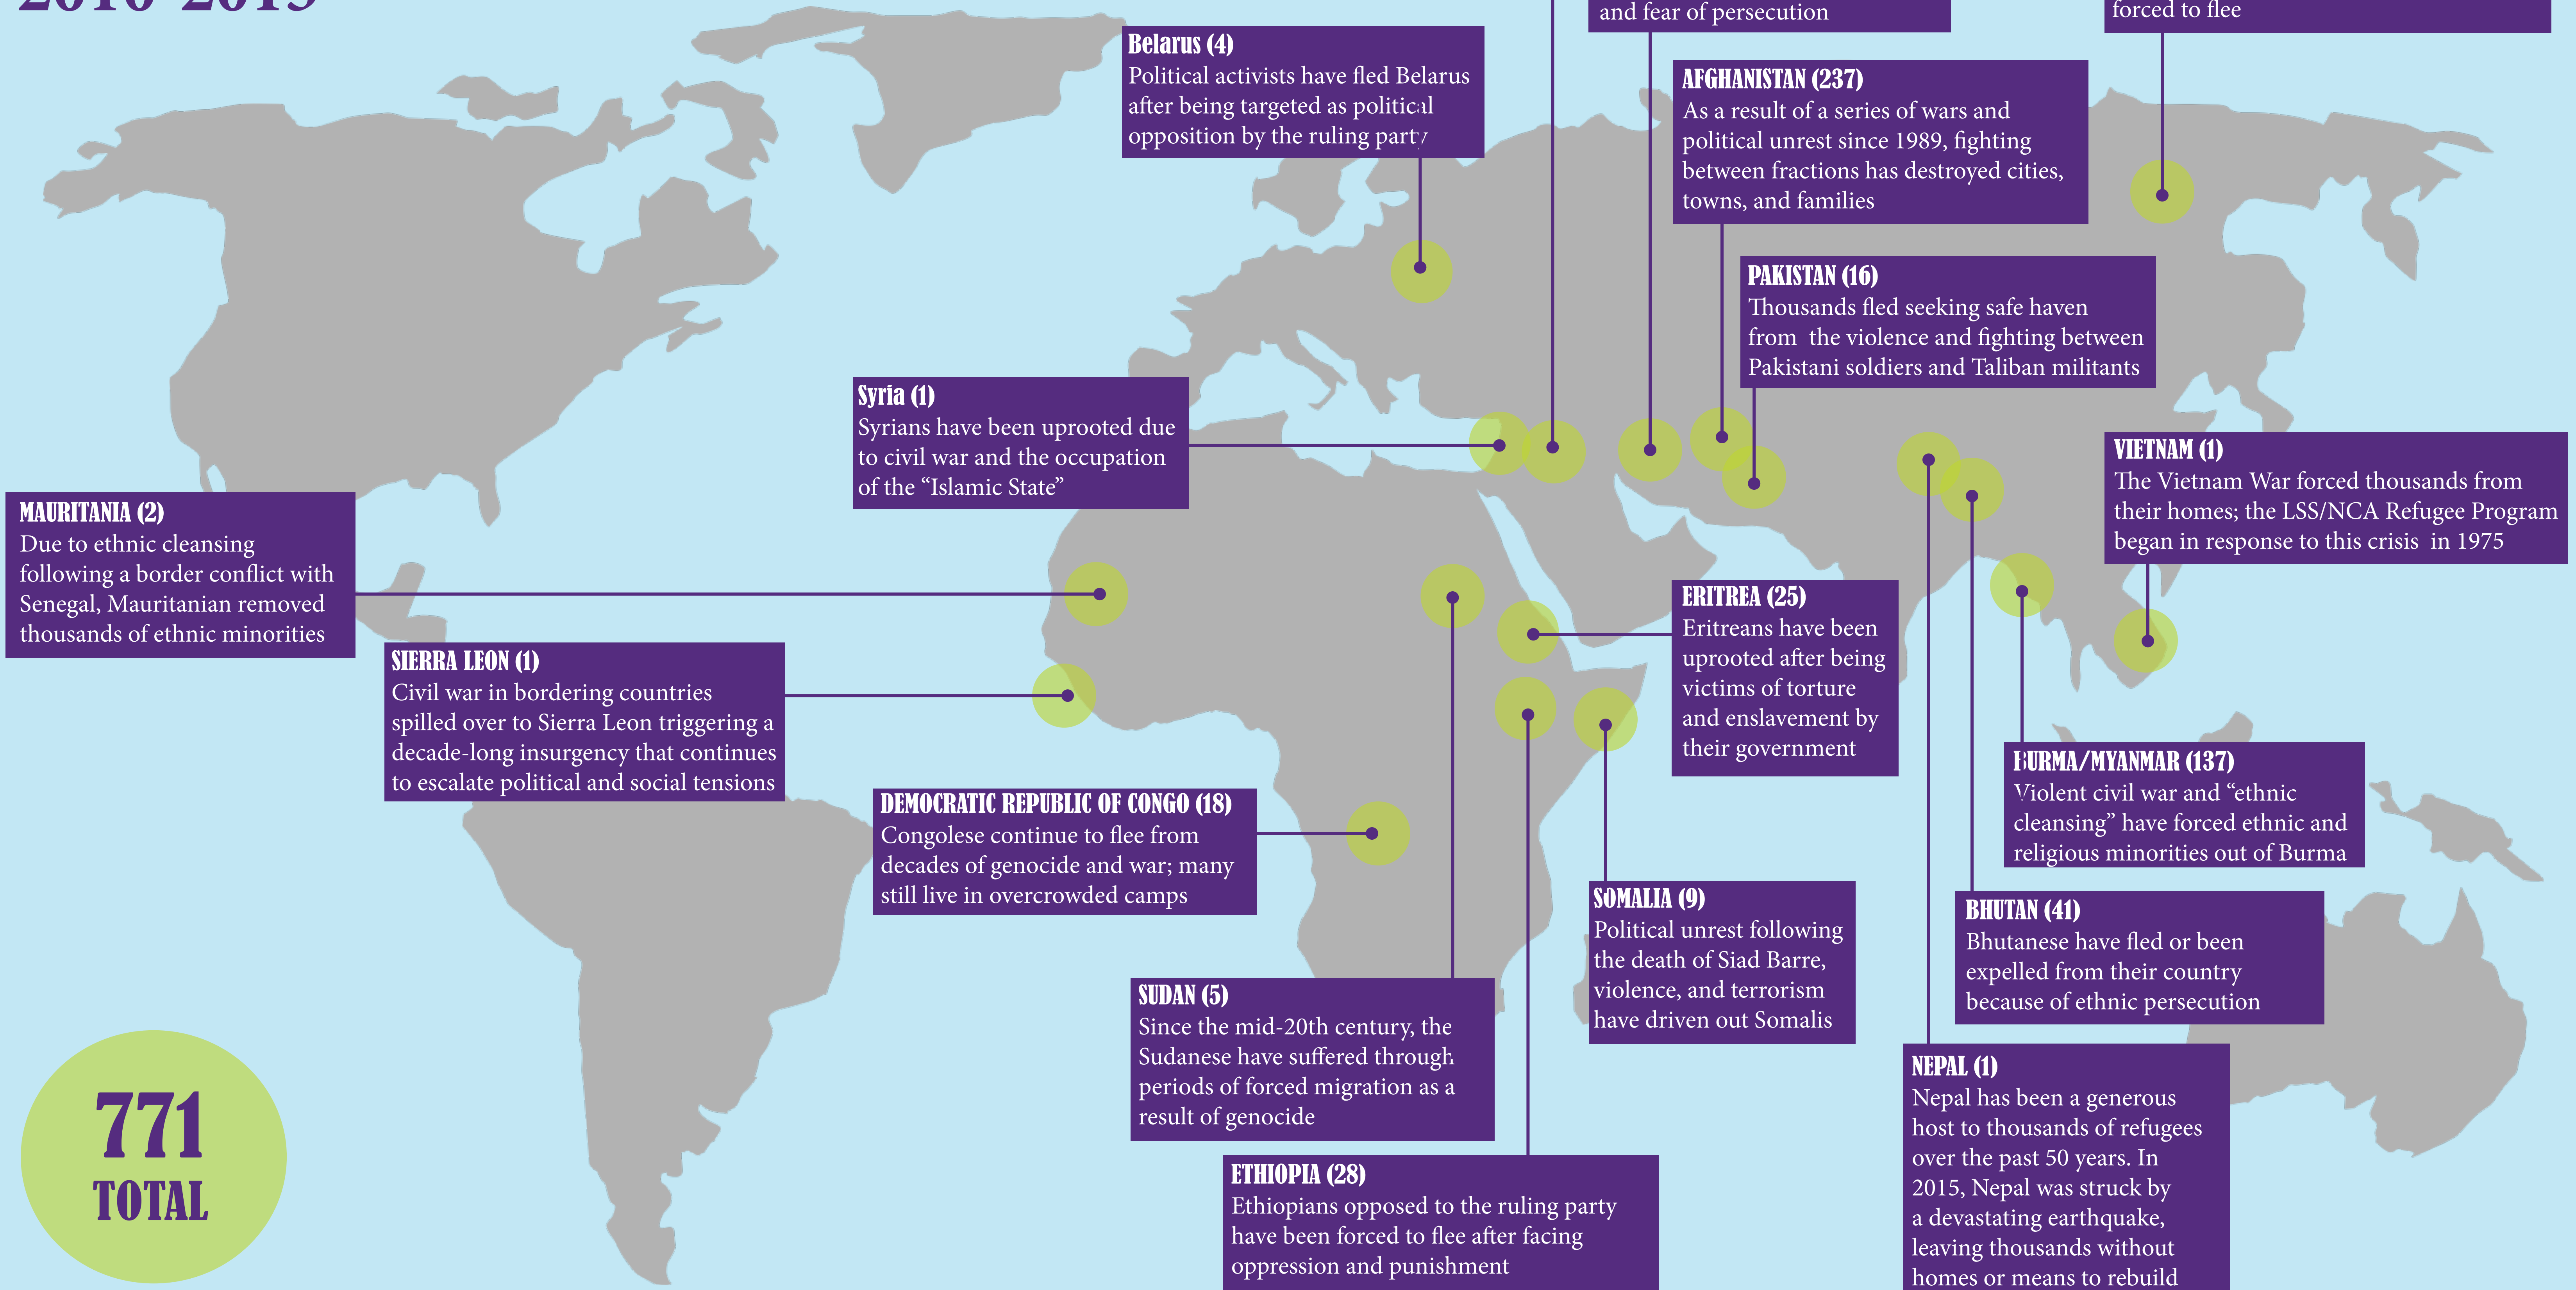 2010-2015
and fear of persecution
forced to flee
Belarus (4)
Political activists have fled Belarus
after being targeted as political
opposition by the ruling party
AFGHANISTAN (237)
As a result of a series of wars and
political unrest since 1989, fighting
between fractions has destroyed cities,
towns, and families
PAKISTAN (16)
Thousands fled seeking safe haven
from the violence and fighting between
Pakistani soldiers and Taliban militants
Syria (1)
Syrians have been uprooted due
to civil war and the occupation
of the “Islamic State”
VIETNAM (1)
The Vietnam War forced thousands from
their homes; the LSS/NCA Refugee Program
began in response to this crisis in 1975
MAURITANIA (2)
Due to ethnic cleansing
following a border conflict with
Senegal, Mauritanian removed
thousands of ethnic minorities
ERITREA (25)
Eritreans have been
uprooted after being
victims of torture
and enslavement by
their government
SIERRA LEON (1)
Civil war in bordering countries
spilled over to Sierra Leon triggering a
decade-long insurgency that continues
to escalate political and social tensions
BURMA/MYANMAR (137)
Violent civil war and “ethnic
cleansing” have forced ethnic and
religious minorities out of Burma
DEMOCRATIC REPUBLIC OF CONGO (18)
Congolese continue to flee from
decades of genocide and war; many
still live in overcrowded camps
SOMALIA (9)
Political unrest following
the death of Siad Barre,
violence, and terrorism
have driven out Somalis
BHUTAN (41)
Bhutanese have fled or been
expelled from their country
because of ethnic persecution
SUDAN (5)
Since the mid-20th century, the
Sudanese have suffered through
periods of forced migration as a
result of genocide
NEPAL (1)
Nepal has been a generous
host to thousands of refugees
over the past 50 years. In
2015, Nepal was struck by
a devastating earthquake,
leaving thousands without
homes or means to rebuild
771
TOTAL
ETHIOPIA (28)
Ethiopians opposed to the ruling party
have been forced to flee after facing
oppression and punishment